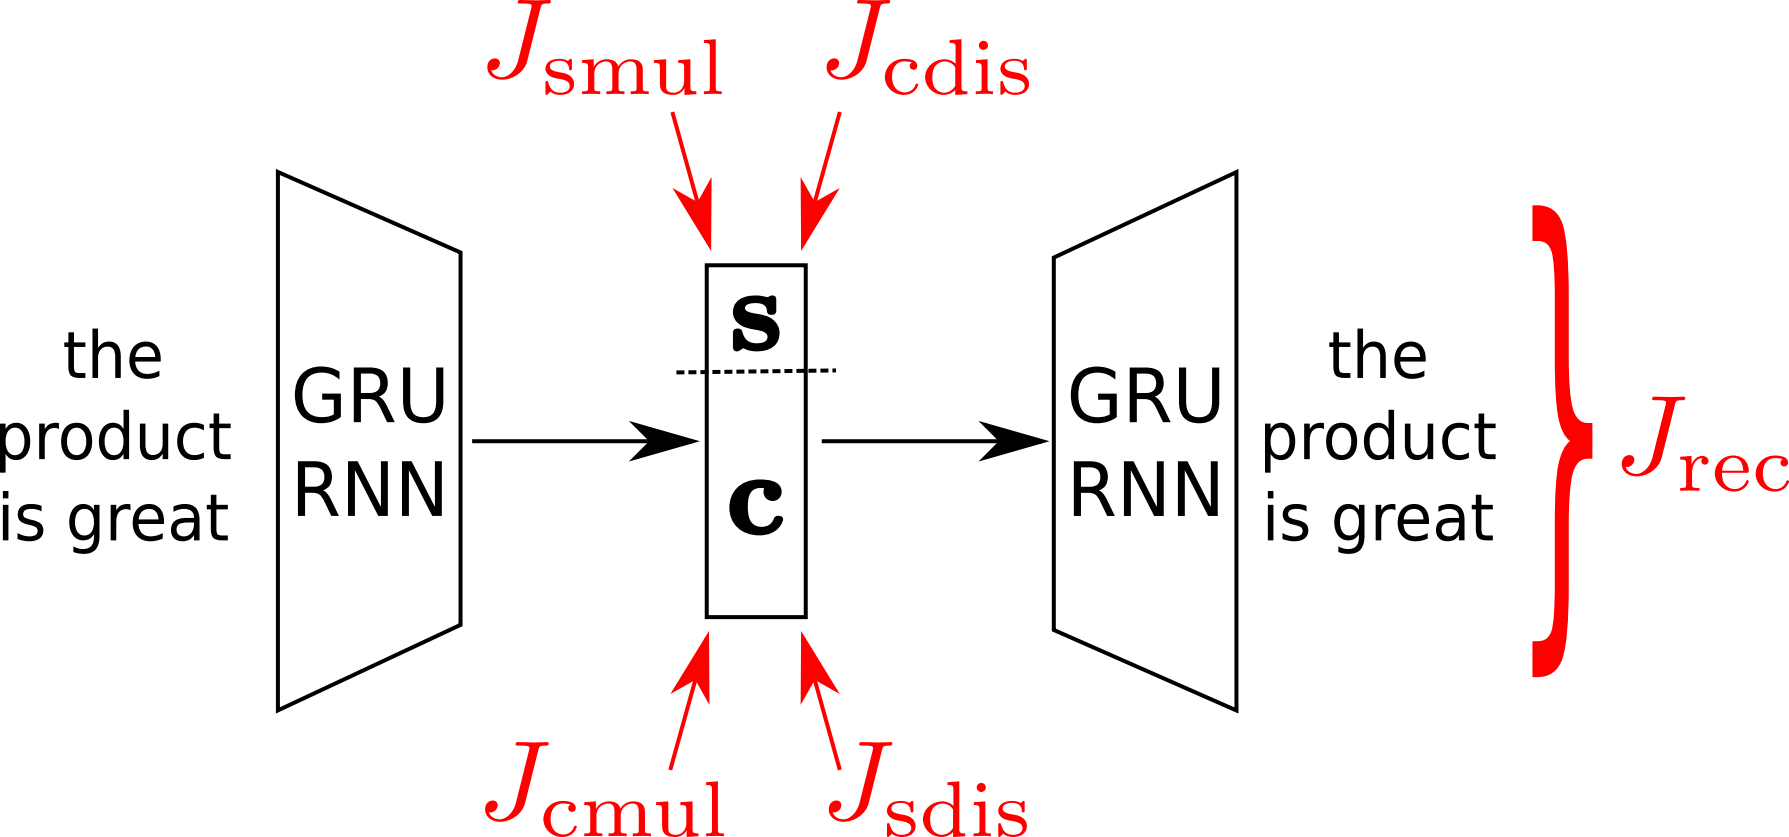 J_smul
J_cdis
the
product
is great
GRU
RNN
s
c
GRU
RNN
the
product
is great
J_rec
J_cmul
J_sdis